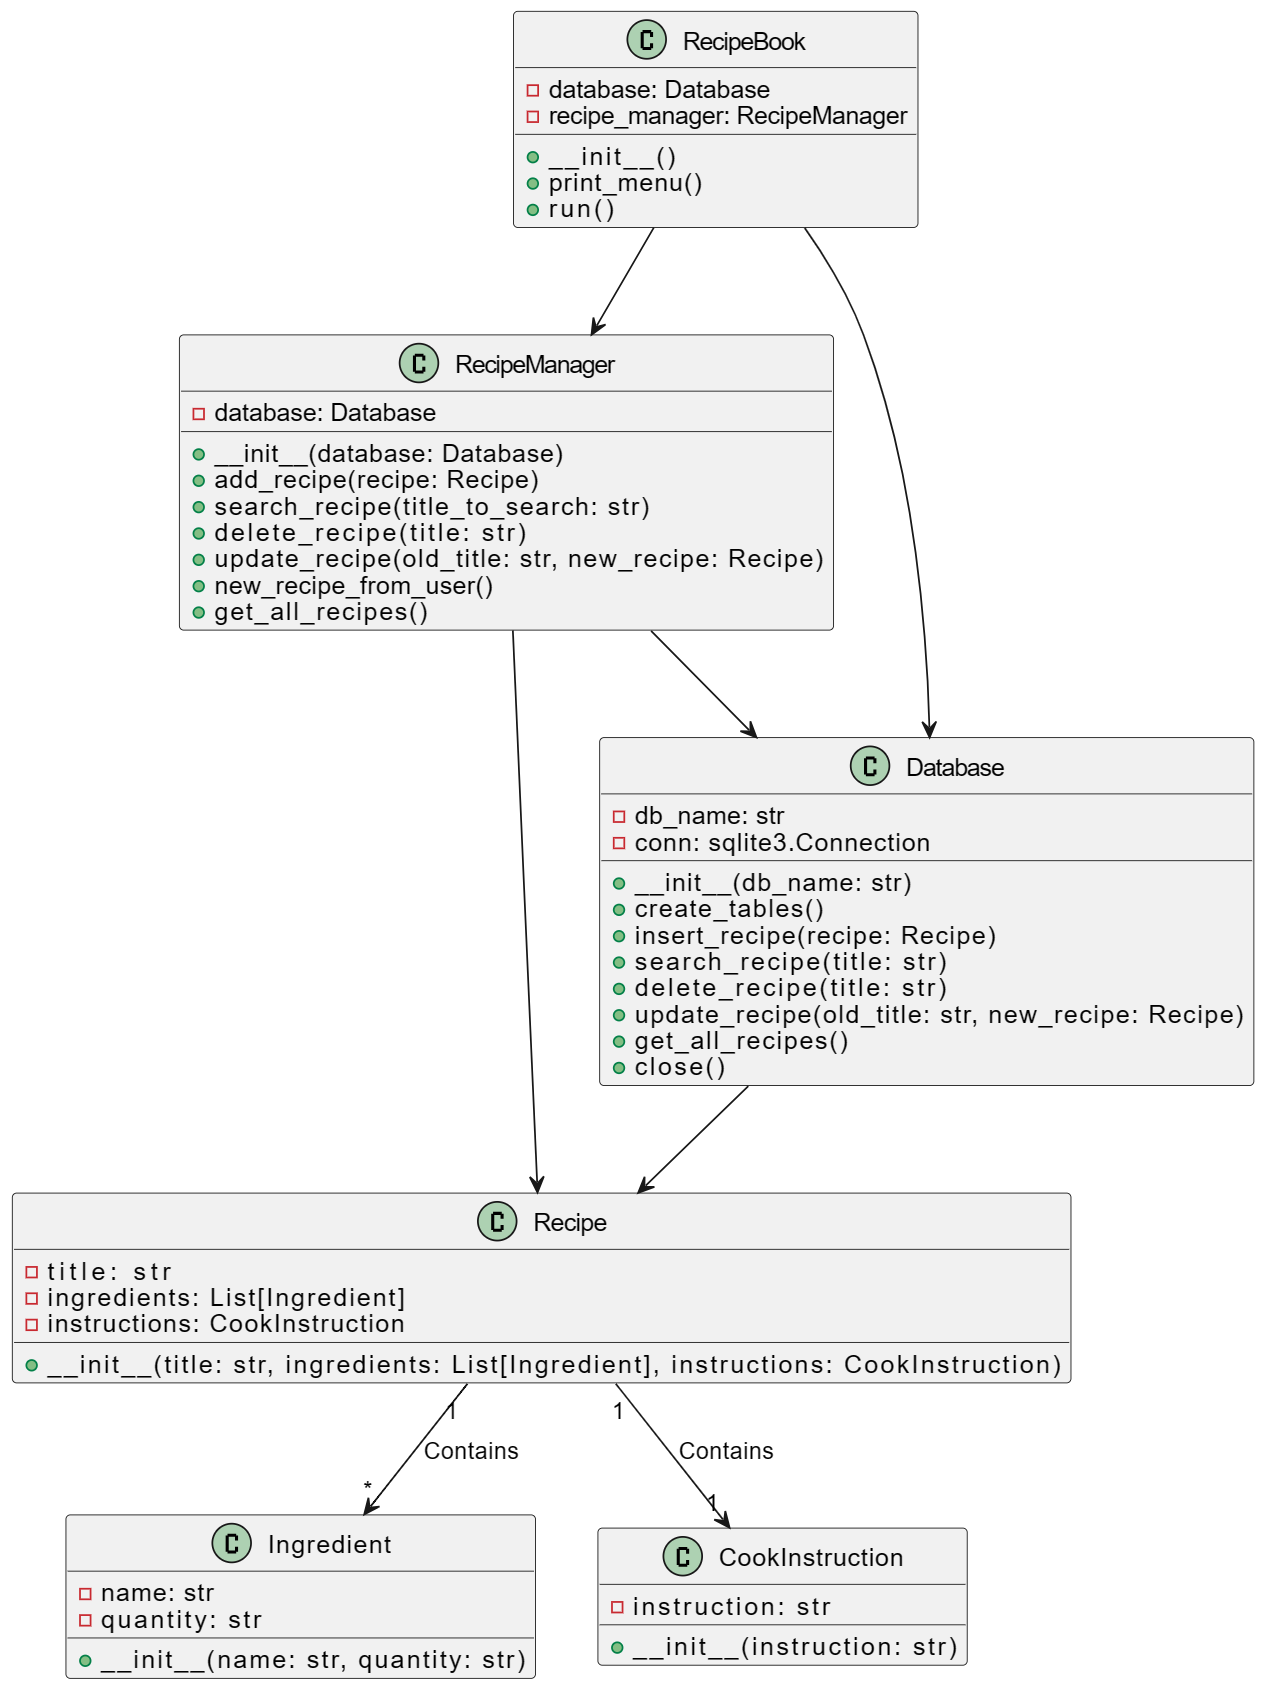 C RecipeBook
database: Database
recipe_manager: RecipeManager
__init__()
print_menu()
run()
C RecipeManager
database: Database
__init__(database: Database)
add_recipe(recipe: Recipe)
search_recipe(title_to_search: str)
delete_recipe(title: str)
update_recipe(old_title: str, new_recipe: Recipe)
new_recipe_from_user()
get_all_recipes()
C Database
db_name: str
conn: sqlite3.Connection
__init__(db_name: str)
create_tables()
insert_recipe(recipe: Recipe)
search_recipe(title: str)
delete_recipe(title: str)
update_recipe(old_title: str, new_recipe: Recipe)
get_all_recipes()
close()
C Recipe
title: str
ingredients: List[Ingredient]
instructions: CookInstruction
__init__(title: str, ingredients: List[Ingredient], instructions: CookInstruction)
1
Contains
*
1
Contains
1
C Ingredient
name: str
quantity: str
__init__(name: str, quantity: str)
C CookInstruction
instruction: str
__init__(instruction: str)